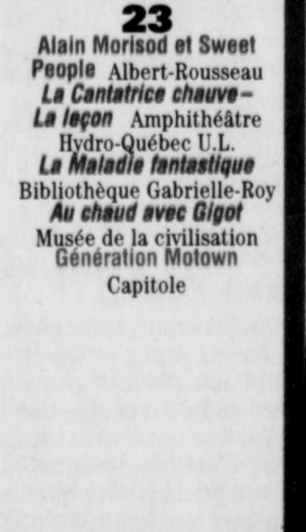 23
Alain Morisod et Sweet
People Albert-Rousseau
La Cantatrice chauve–
La leçon Amphithéâtre
Hydro-Québec U.L.
La Maladie fantastique
Bibliothèque Gabrielle-Roy
Au chaud avec Gigot
Musée de la civilisation
Génération Motown
Capitole